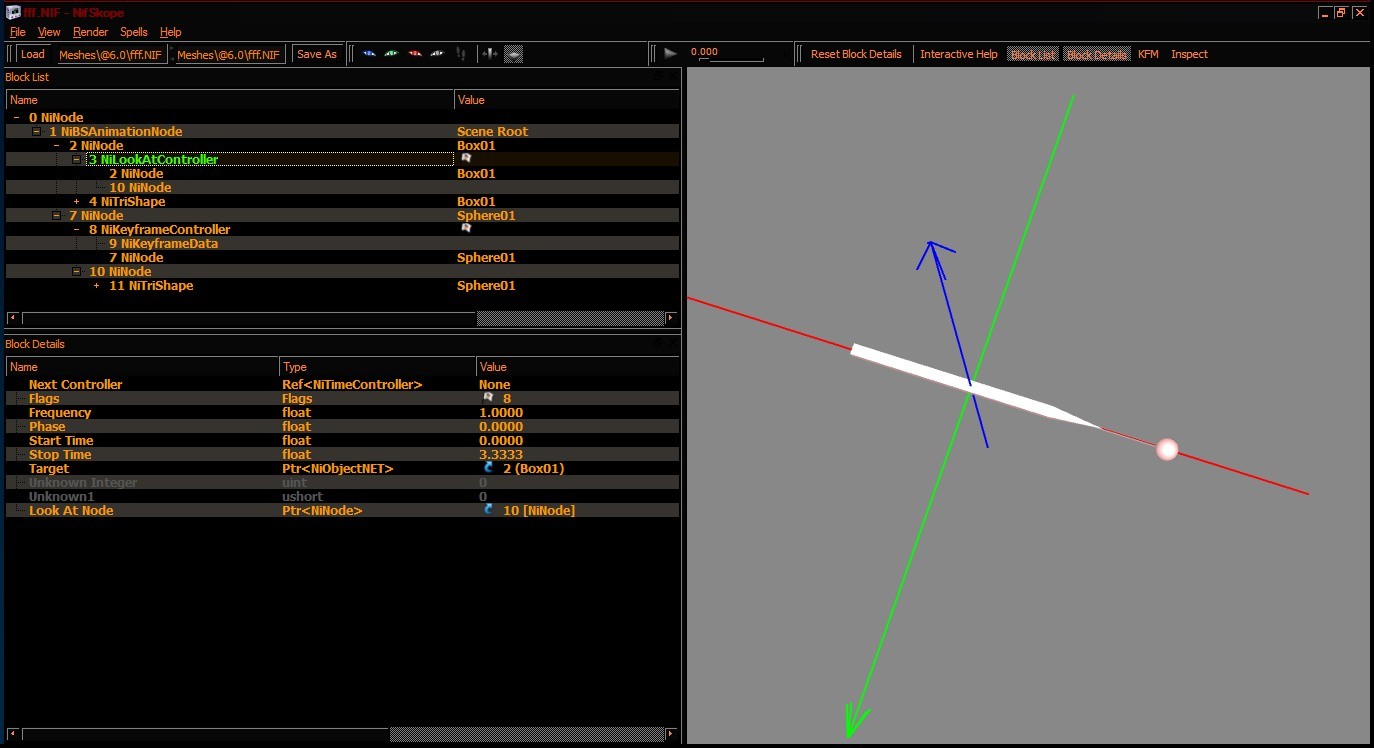 fff.NIF - NifSkope
File View Render Spells Help
Load Meshes\@6.0\fff.NIF Meshes\@6.0\fff.NIF Save As 0.000 Reset Block Details Interactive Help Block List Block Details KFM Inspect
Block List
Name Value
0 NiNode
1 NiBSAnimationNode Scene Root
2 NiNode Box01
3 NiLookAtController
2 NiNode Box01
10 NiNode
4 NiTriShape Box01
7 NiNode Sphere01
8 NiKeyframeController
9 NiKeyframeData
7 NiNode Sphere01
10 NiNode
11 NiTriShape Sphere01
Block Details
Name Type Value
Next Controller Ref<NiTimeController> None
Flags Flags 8
Frequency float 1.0000
Phase float 0.0000
Start Time float 0.0000
Stop Time float 3.3333
Target Ptr<NiObjectNET> 2 (Box01)
Unknown Integer uint 0
Unknown1 ushort 0
Look At Node Ptr<NiNode> 10 [NiNode]